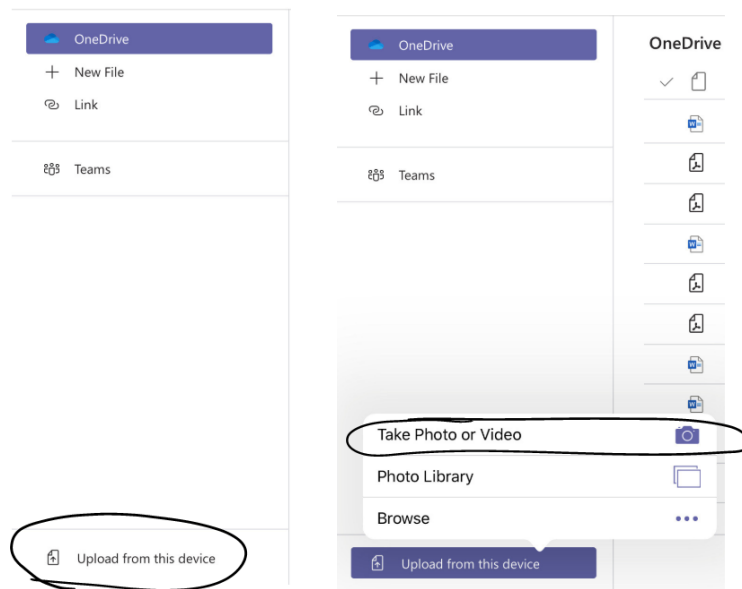 OneDrive
New File
Link
Teams
Upload from this device
OneDrive
New File
Link
Teams
OneDrive
Take Photo or Video
Photo Library
Browse
Upload from this device